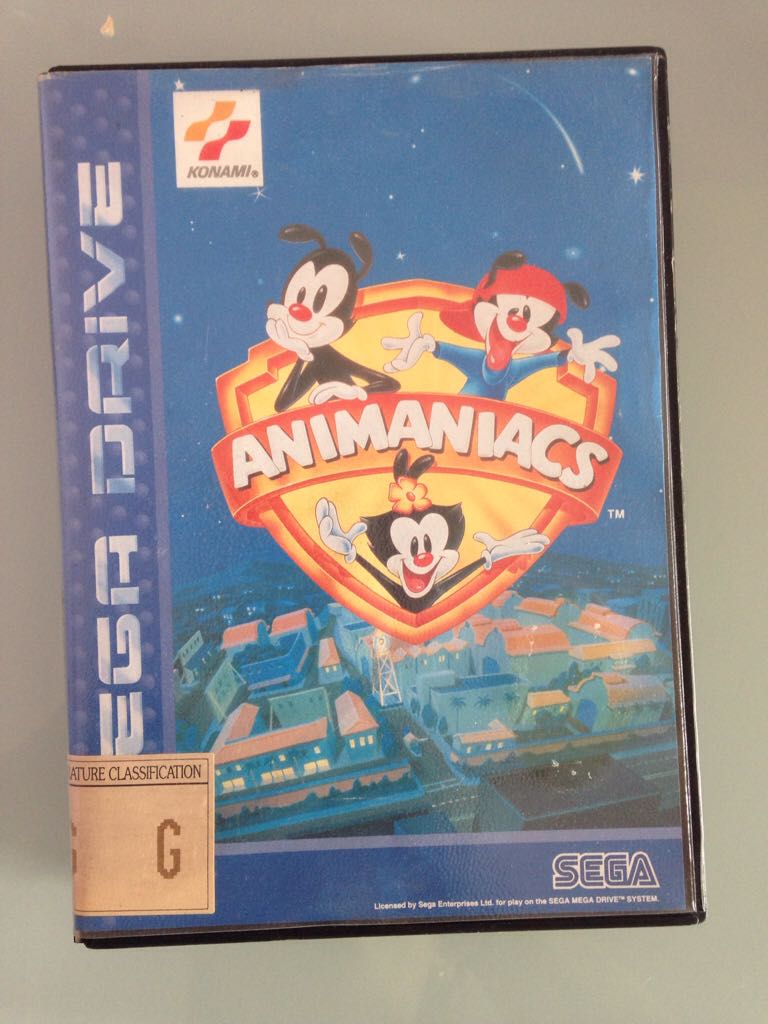 KONAMI®
SEGA DRIVE
ANIMANIACS
TM
ATURE CLASSIFICATION
G
SEGA
Licensed by Sega Enterprises Ltd. for play on the SEGA MEGA DRIVE™ SYSTEM.